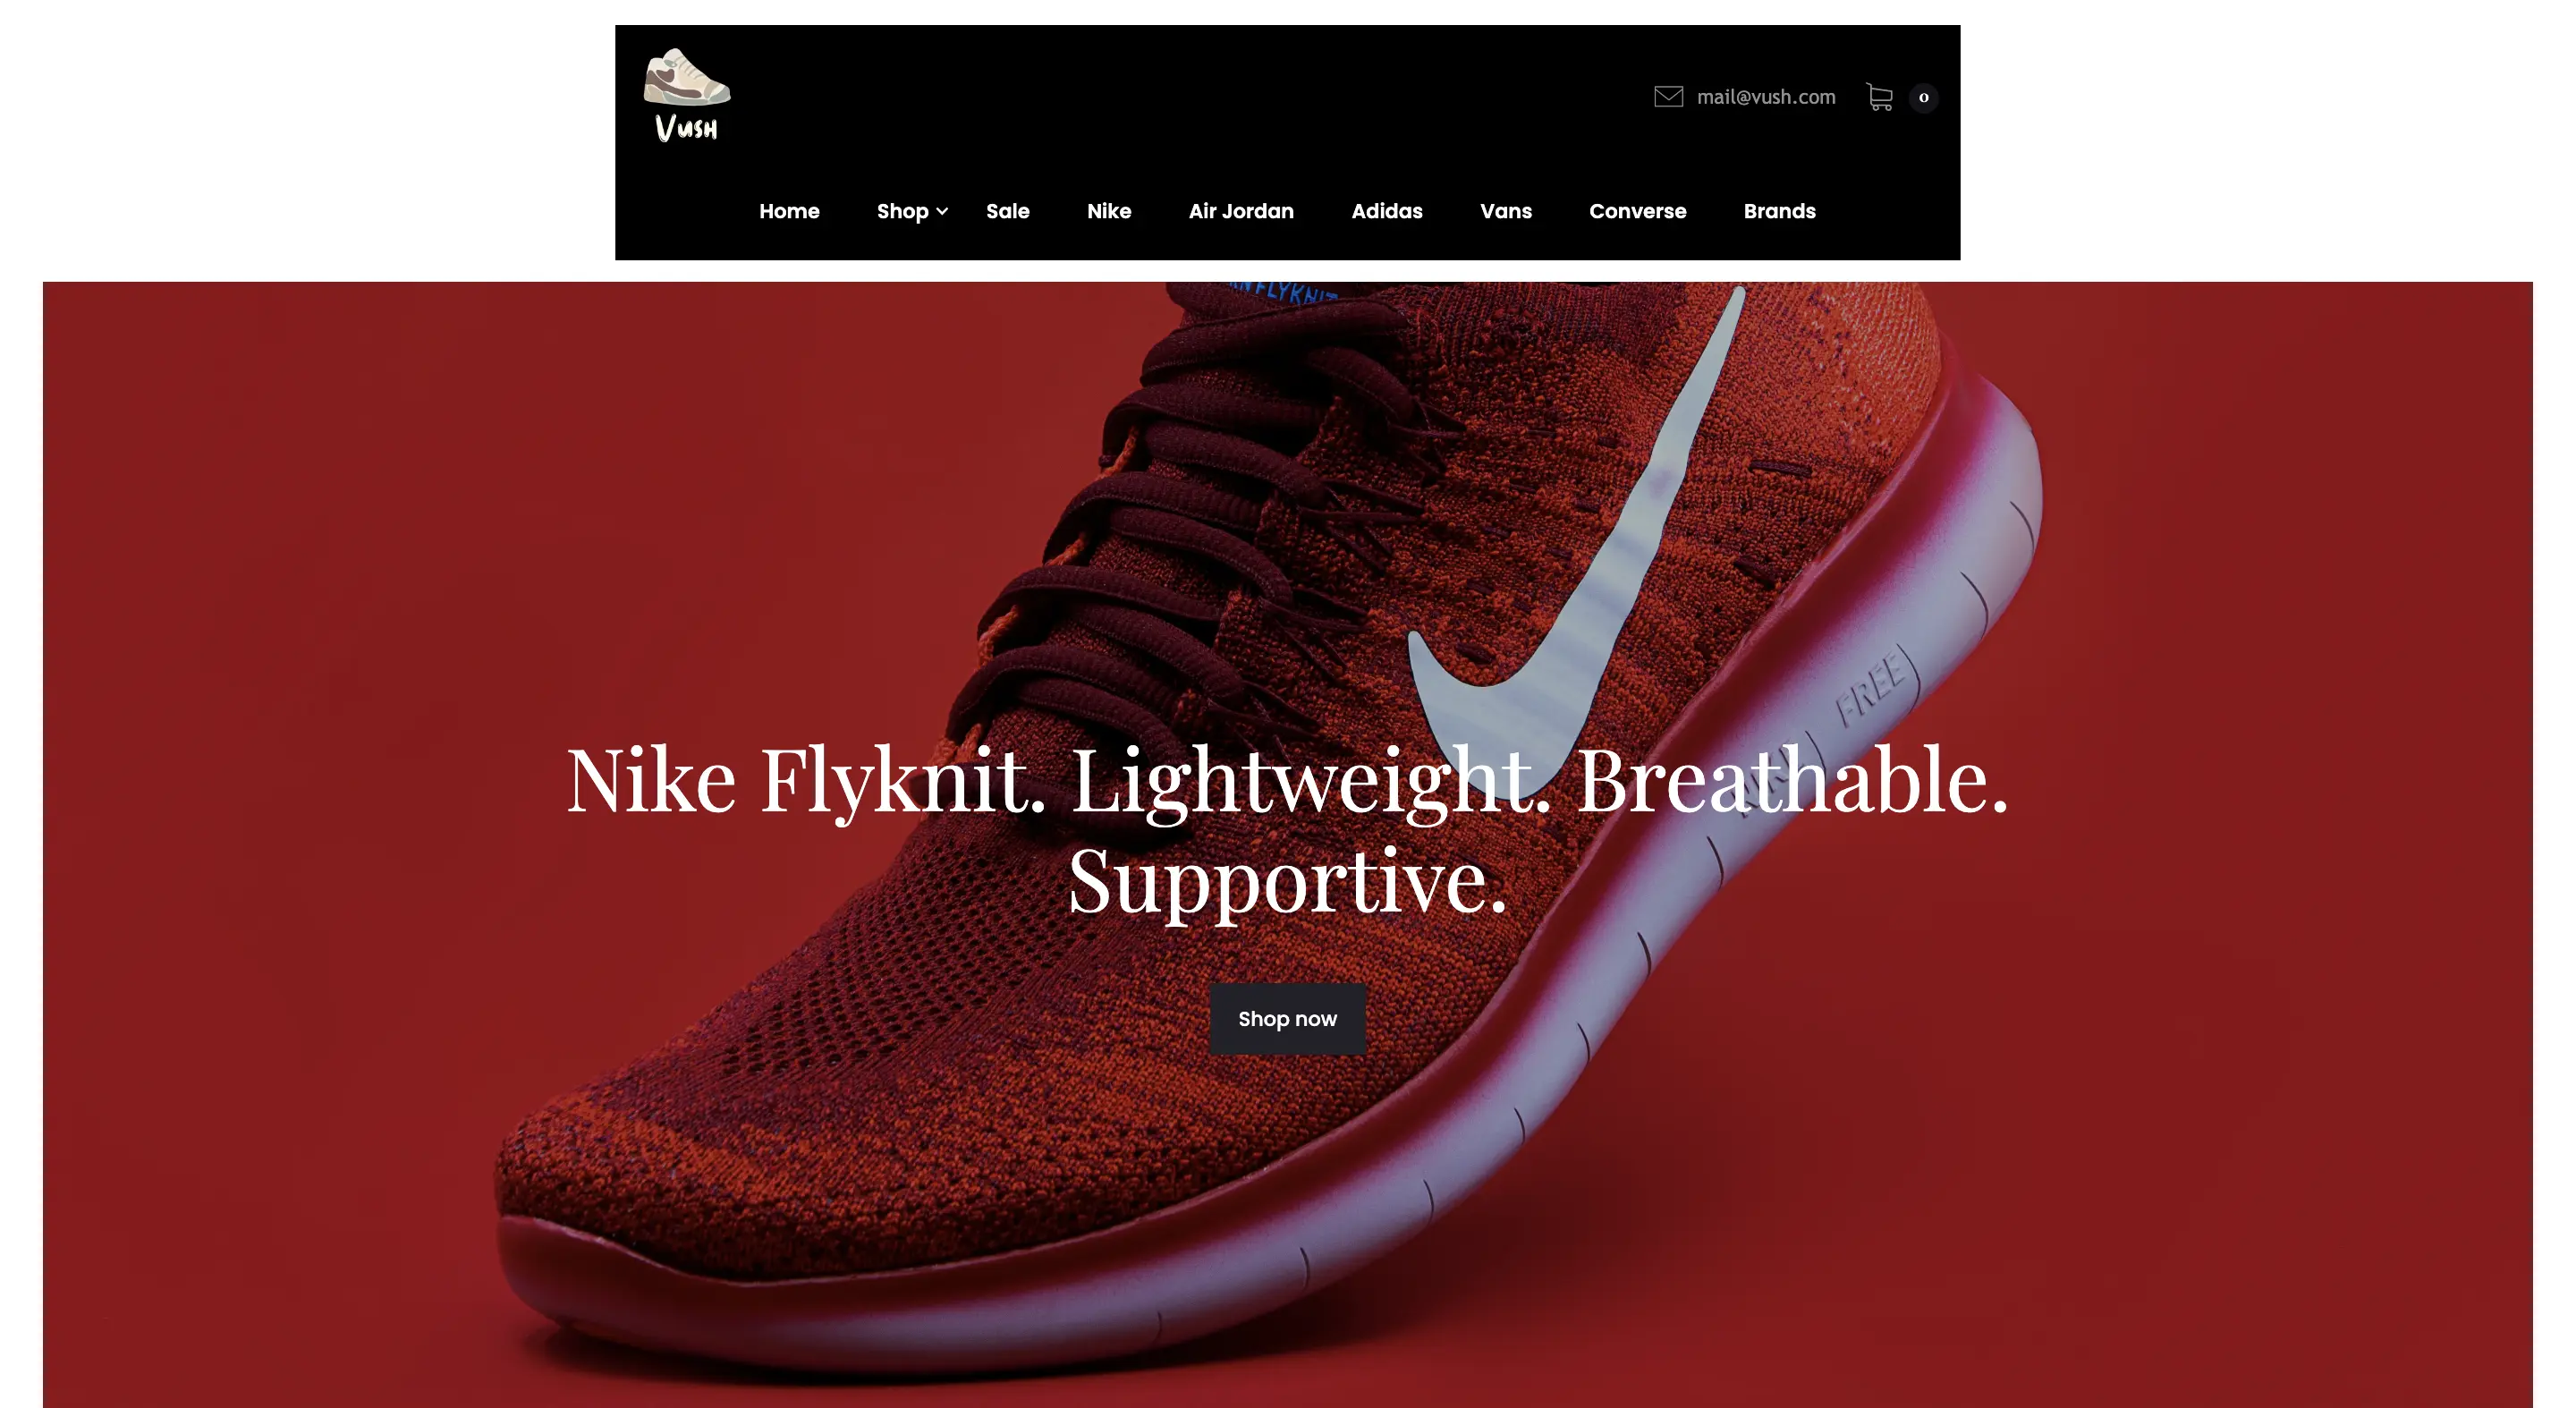 Vush
mail@vush.com 0
Home Shop Sale Nike Air Jordan Adidas Vans Converse Brands
FLYKNIT
FREE
NIKE
Nike Flyknit. Lightweight. Breathable.
Supportive.
Shop now